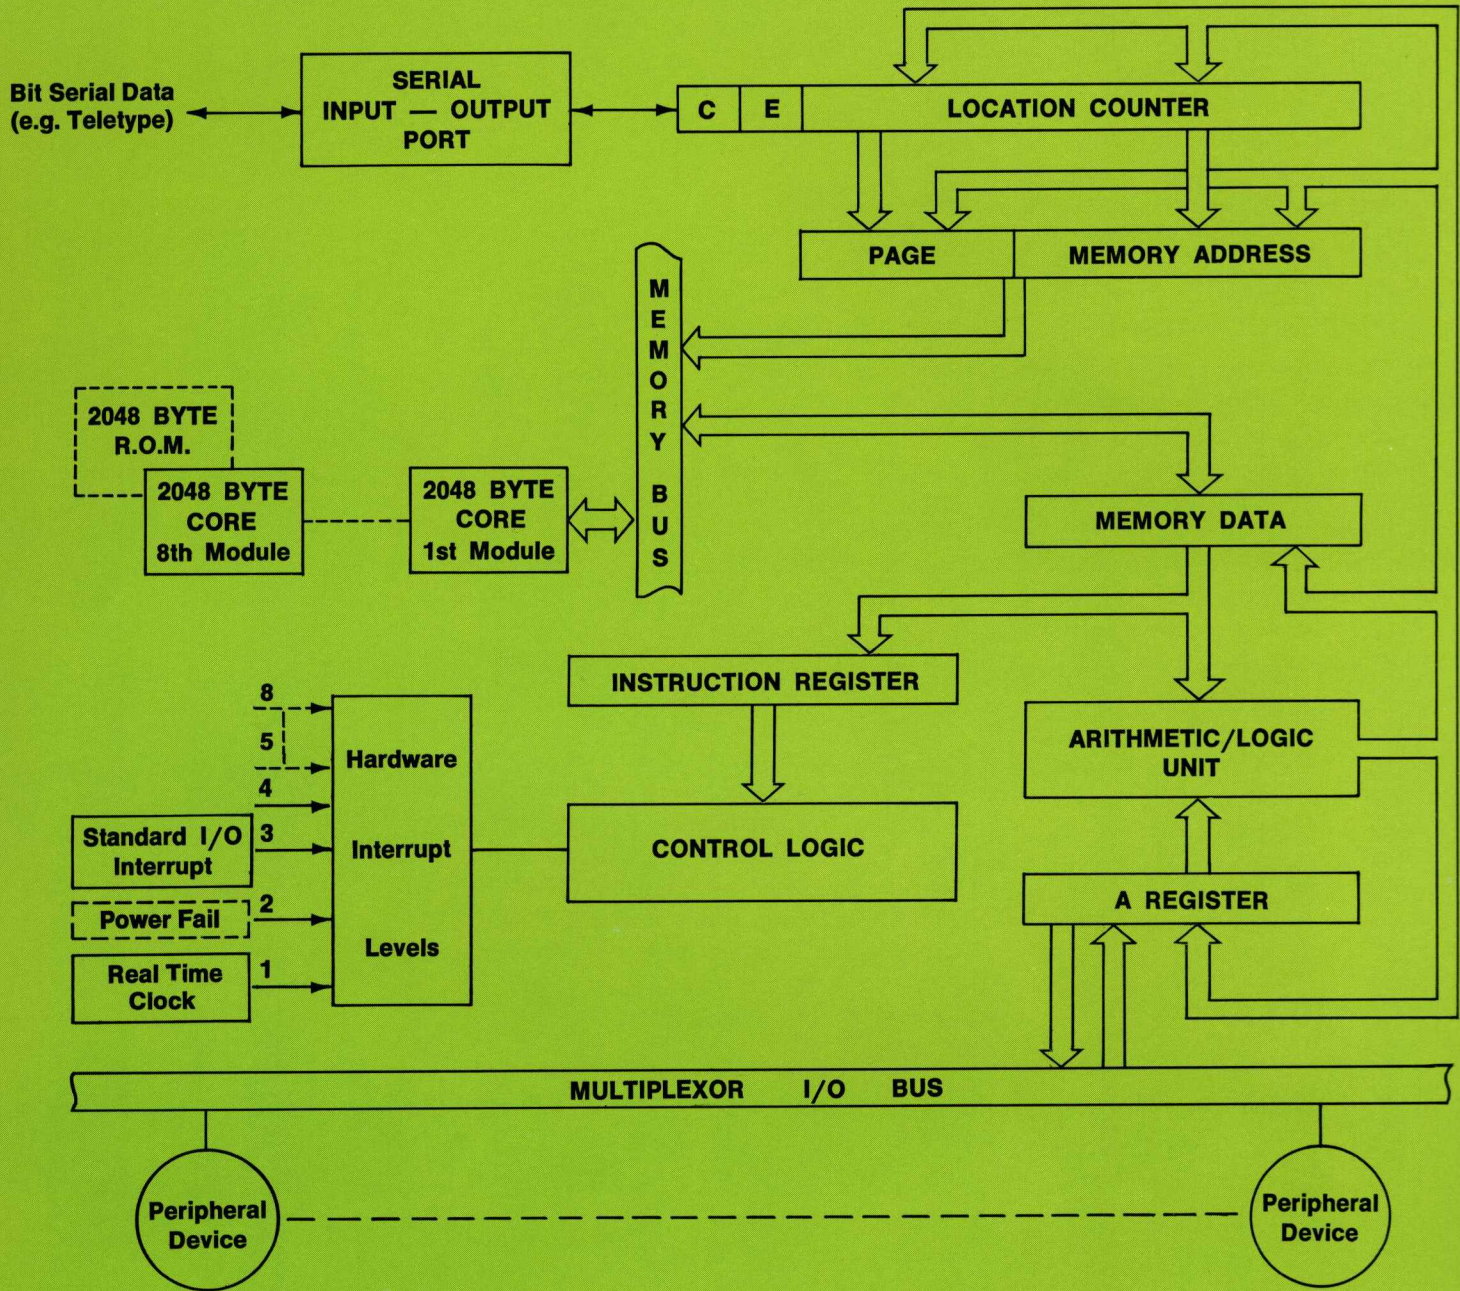 Bit Serial Data
(e.g. Teletype)
SERIAL
INPUT — OUTPUT
PORT
C
E
LOCATION COUNTER
PAGE
MEMORY ADDRESS
MEMORY BUS
2048 BYTE
R.O.M.
2048 BYTE
CORE
8th Module
2048 BYTE
CORE
1st Module
MEMORY DATA
INSTRUCTION REGISTER
ARITHMETIC/LOGIC
UNIT
8
5
4
3
2
1
Hardware
Interrupt
Levels
Standard I/O
Interrupt
Power Fail
Real Time
Clock
CONTROL LOGIC
A REGISTER
MULTIPLEXOR I/O BUS
Peripheral
Device
Peripheral
Device